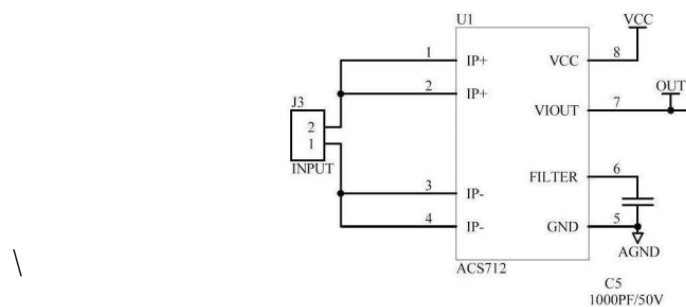 U1
VCC
1 IP+ VCC 8
2 IP+
OUT
J3
VIOUT 7
2
1
INPUT
FILTER 6
3 IP-
4 IP- GND 5
AGND
\
ACS712
C5
1000PF/50V